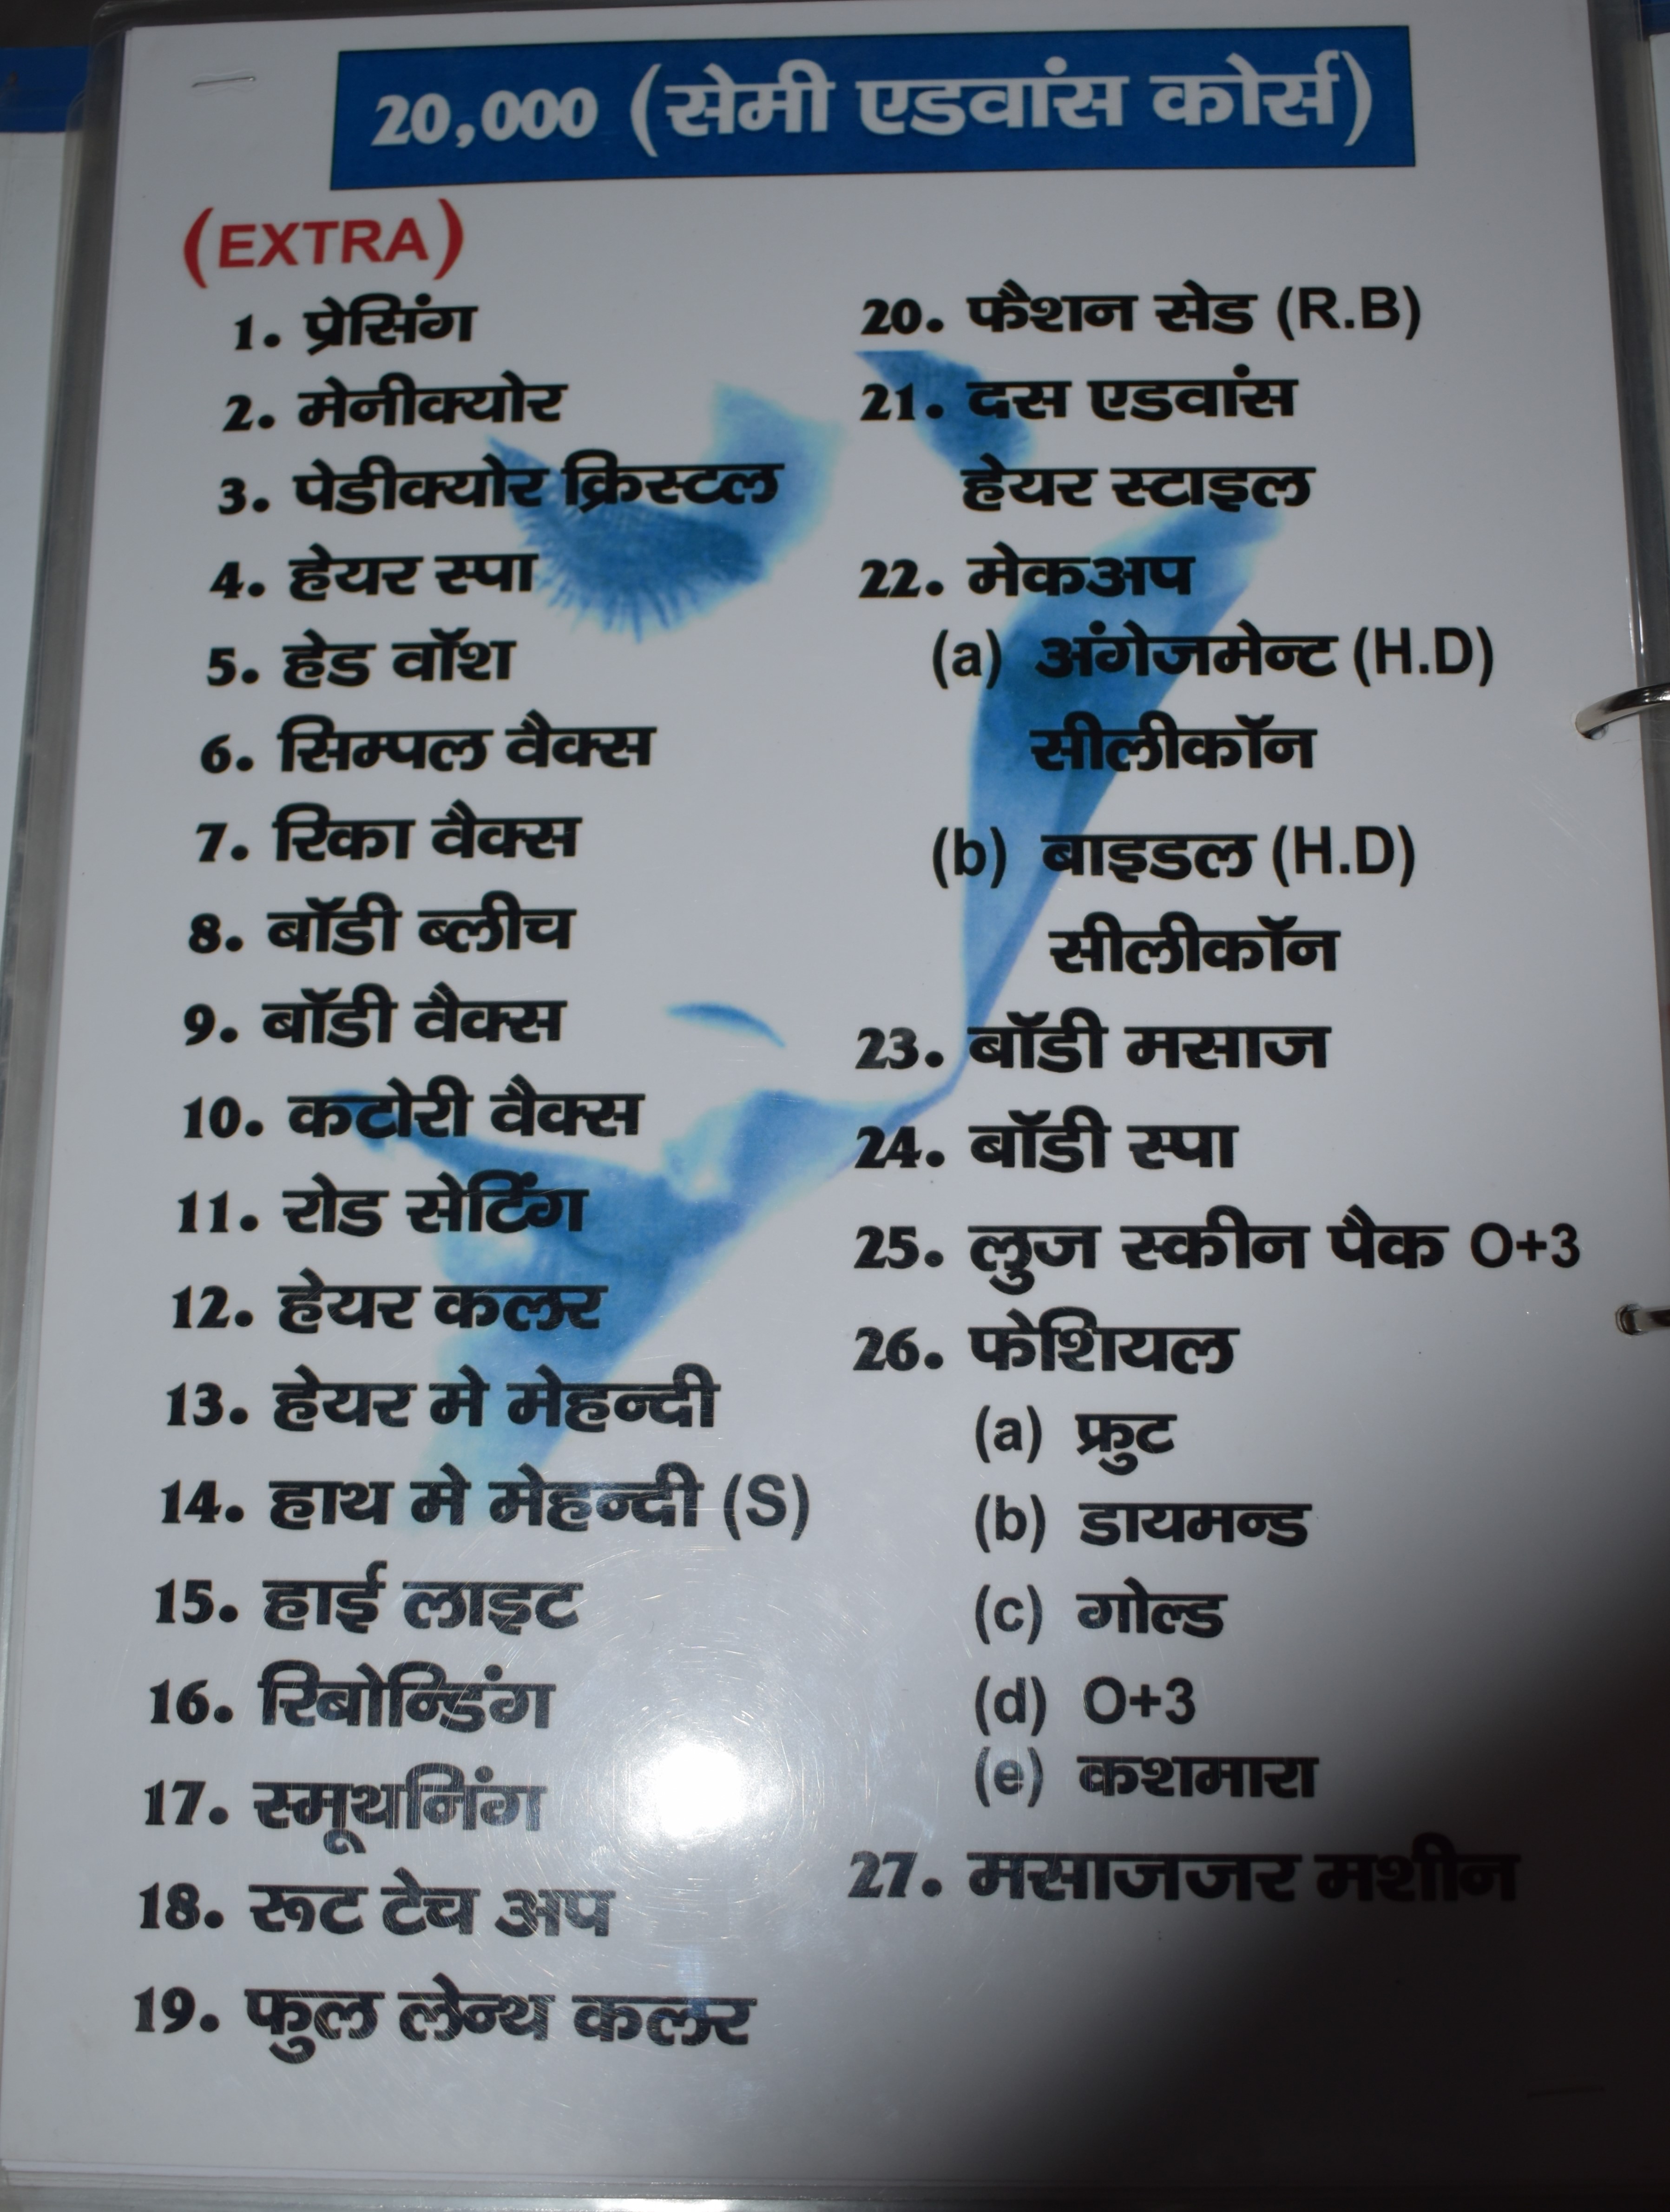 20,000 (सेमी एडवांस कोर्स)
(EXTRA)
1. प्रेसिंग
2. मेनीक्योर
3. पेडीक्योर क्रिस्टल
4. हेयर स्पा
5. हेड वॉश
6. सिम्पल वैक्स
7. रिका वैक्स
8. बॉडी ब्लीच
9. बॉडी वैक्स
10. कटोरी वैक्स
11. रोड सेटिंग
12. हेयर कलर
13. हेयर मे मेहन्दी
14. हाथ मे मेहन्दी (S)
15. हाई लाइट
16. रिबोन्डिंग
17. स्मूथनिंग
18. रूट टेच अप
19. फुल लेन्थ कलर
20. फैशन सेड (R.B)
21. दस एडवांस
हेयर स्टाइल
22. मेकअप
(a) अंगेजमेन्ट (H.D)
सीलीकॉन
(b) बाइडल (H.D)
सीलीकॉन
23. बॉडी मसाज
24. बॉडी स्पा
25. लुज स्कीन पैक O+3
26. फेशियल
(a) फ्रुट
(b) डायमन्ड
(c) गोल्ड
(d) O+3
(e) कशमारा
27. मसाजजर मशीन